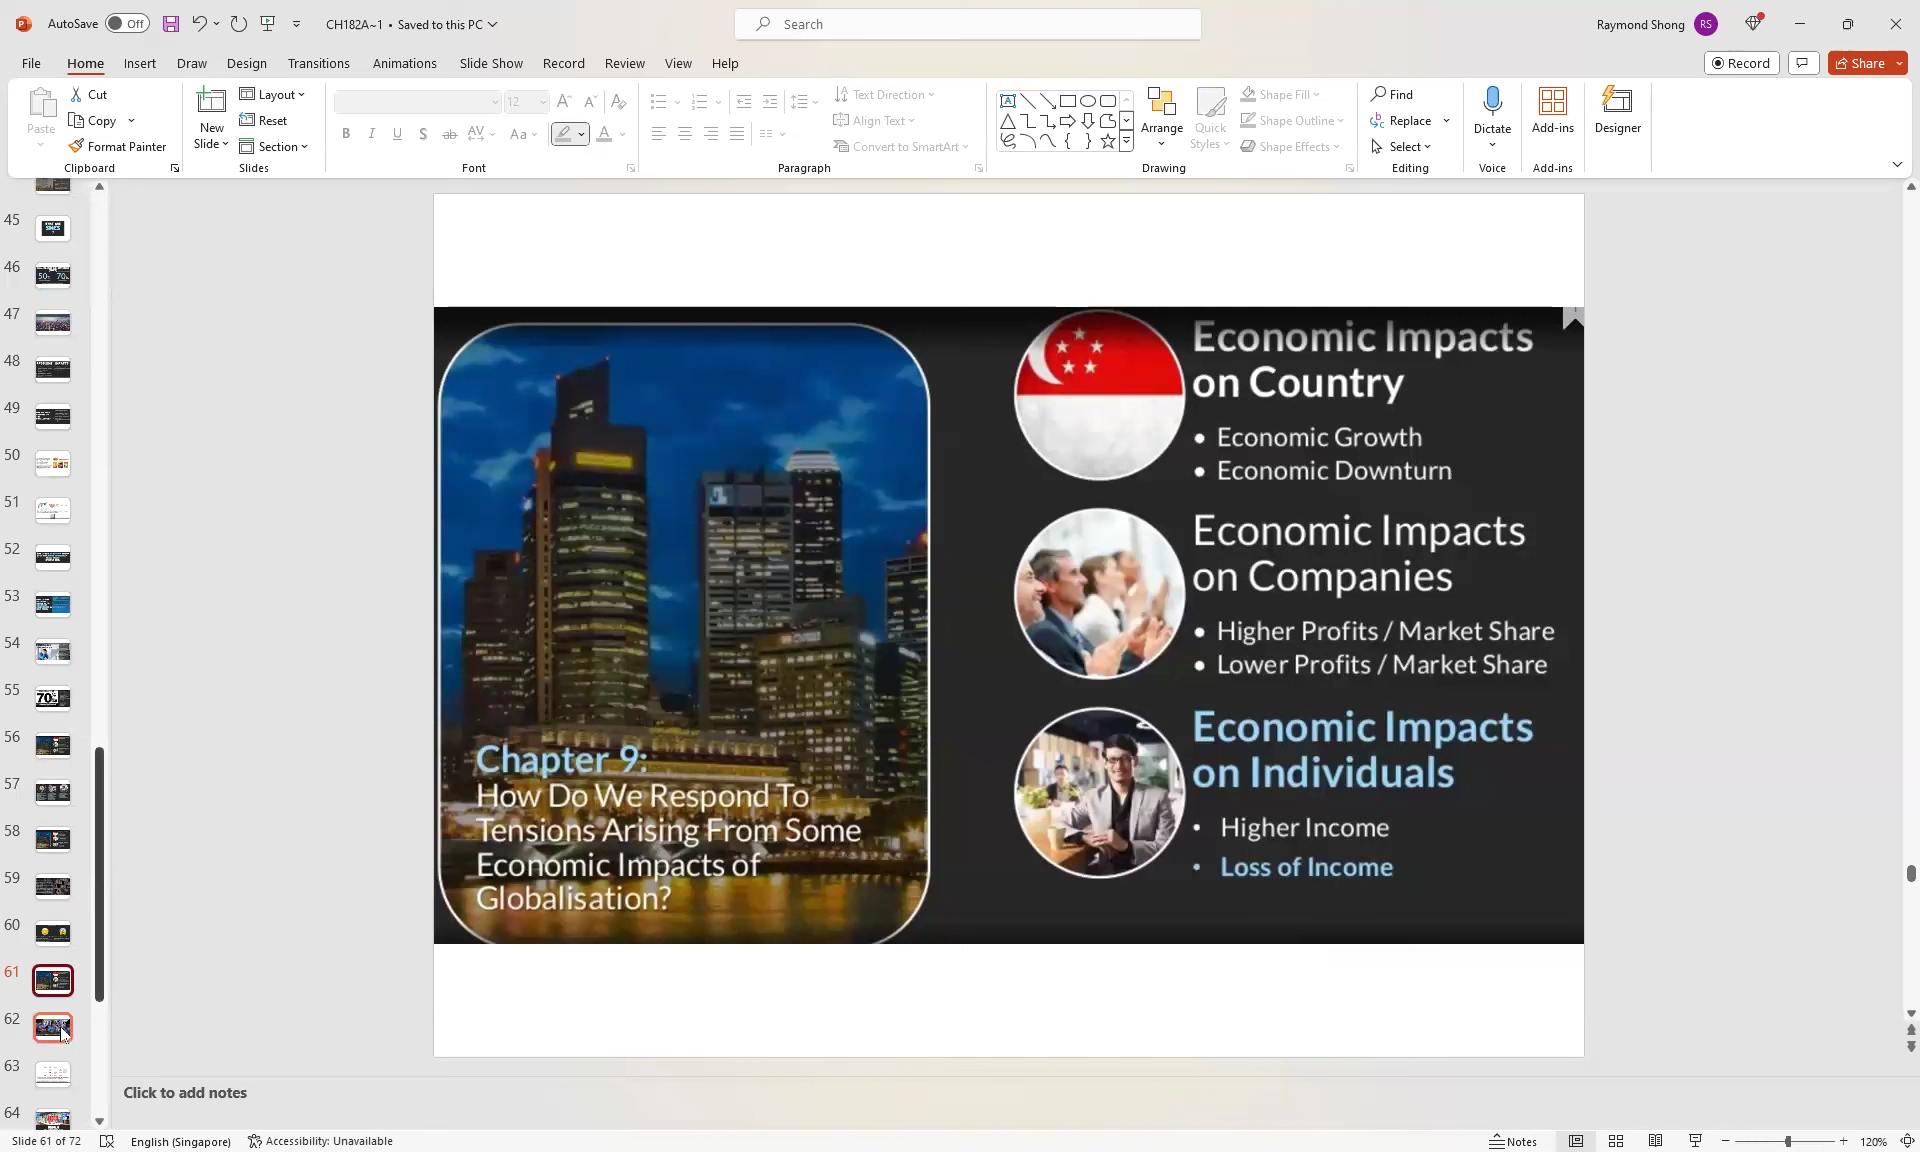 AutoSave Off CH182A~1 • Saved to this PC Search Raymond Shong RS
File Home Insert Draw Design Transitions Animations Slide Show Record Review View Help Record Share
Paste
Cut
Copy
Format Painter
Clipboard
New
Slide
Layout
Reset
Section
Slides
12
Font
Text Direction
Align Text
Convert to SmartArt
Paragraph
Arrange
Quick
Styles
Shape Fill
Shape Outline
Shape Effects
Drawing
Find
Replace
Select
Editing
Dictate
Voice
Add-ins
Add-ins
Designer
45
46
47
48
49
50
51
52
53
54
55
56
57
58
59
60
61
62
63
64
Chapter 9:
How Do We Respond To
Tensions Arising From Some
Economic Impacts of
Globalisation?
Economic Impacts
on Country
• Economic Growth
• Economic Downturn
Economic Impacts
on Companies
• Higher Profits / Market Share
• Lower Profits / Market Share
Economic Impacts
on Individuals
• Higher Income
• Loss of Income
Click to add notes
Slide 61 of 72 English (Singapore) Accessibility: Unavailable Notes 120%